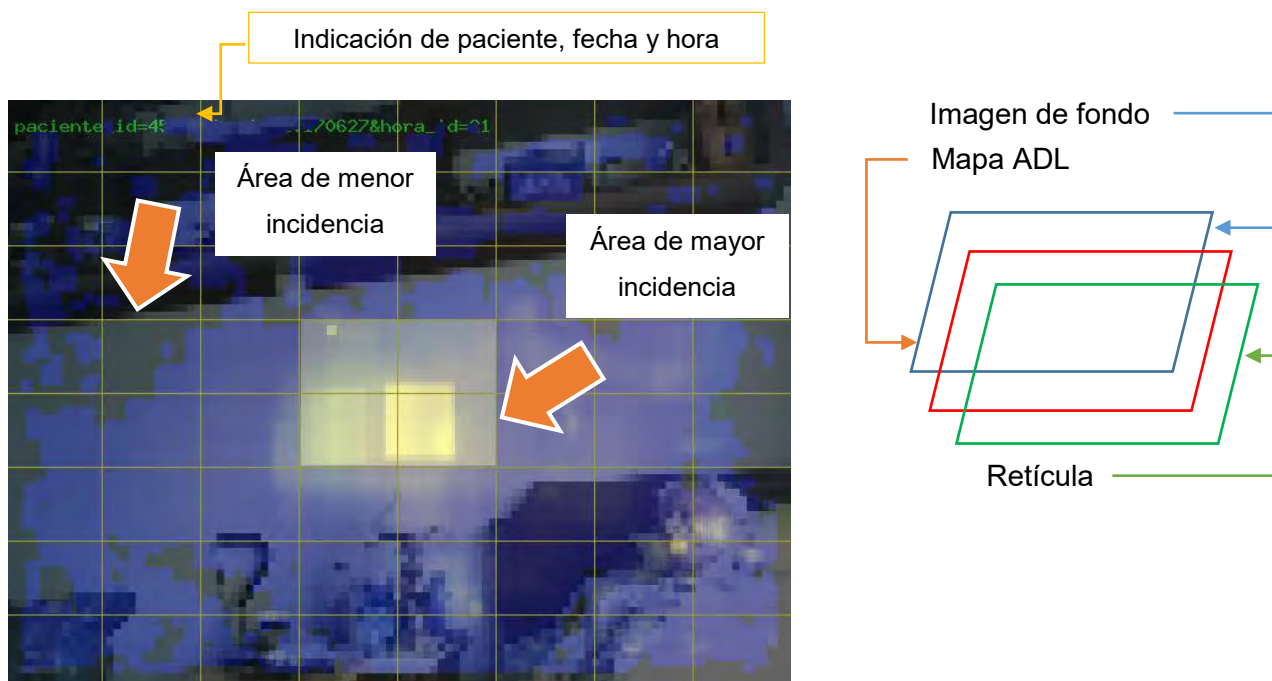 Indicación de paciente, fecha y hora
Imagen de fondo
Mapa ADL
Área de menor
incidencia
Área de mayor
incidencia
Retícula